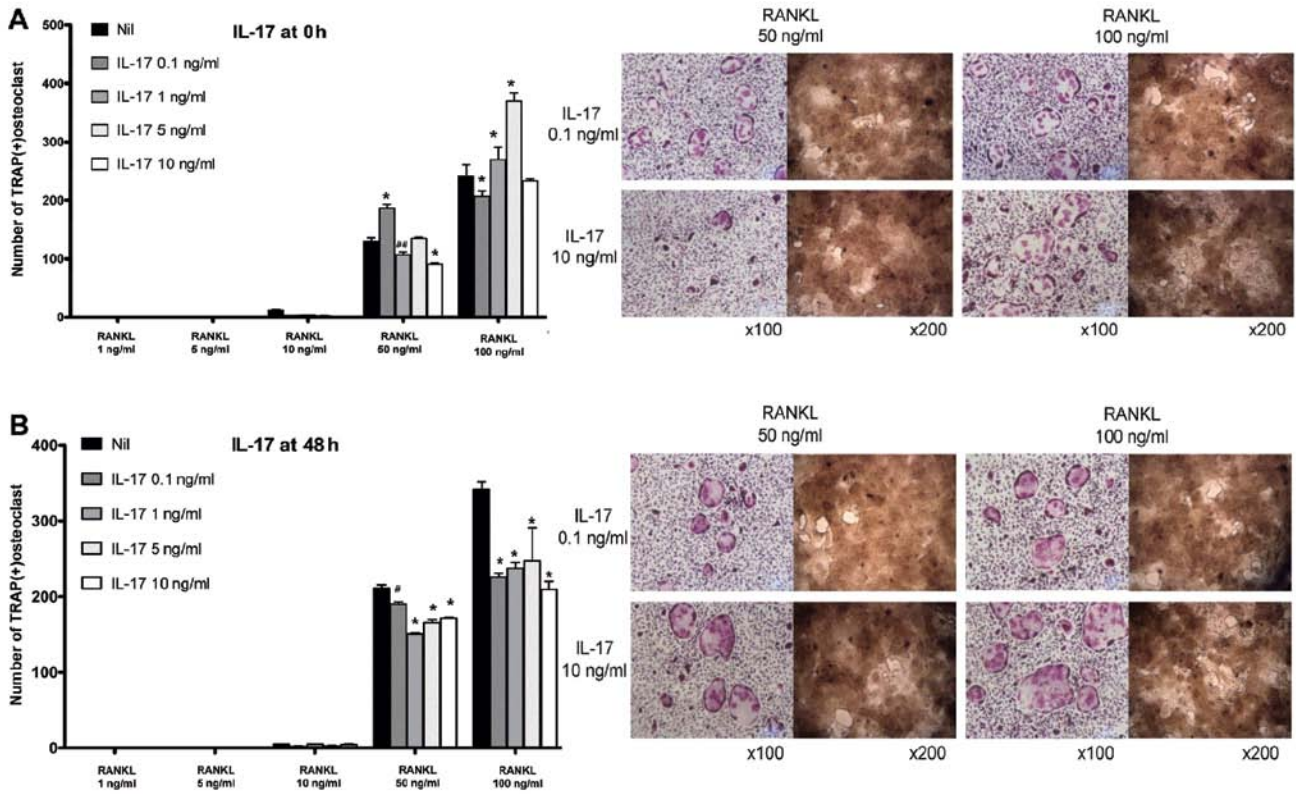 A
IL-17 at 0h
Number of TRAP(+)osteoclast
500
400
300
200
100
0
Nil
IL-17 0.1 ng/ml
IL-17 1 ng/ml
IL-17 5 ng/ml
IL-17 10 ng/ml
*
##
*
*
*
*
RANKL
1 ng/ml
RANKL
5 ng/ml
RANKL
10 ng/ml
RANKL
50 ng/ml
RANKL
100 ng/ml
RANKL
50 ng/ml
RANKL
100 ng/ml
IL-17
0.1 ng/ml
IL-17
10 ng/ml
x100
x200
x100
x200
B
IL-17 at 48h
Number of TRAP(+)osteoclast
400
300
200
100
0
Nil
IL-17 0.1 ng/ml
IL-17 1 ng/ml
IL-17 5 ng/ml
IL-17 10 ng/ml
#
*
*
*
*
*
*
*
RANKL
1 ng/ml
RANKL
5 ng/ml
RANKL
10 ng/ml
RANKL
50 ng/ml
RANKL
100 ng/ml
RANKL
50 ng/ml
RANKL
100 ng/ml
IL-17
0.1 ng/ml
IL-17
10 ng/ml
x100
x200
x100
x200